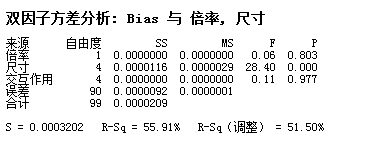 双因子方差分析: Bias 与 倍率, 尺寸
来源 自由度 SS MS F P
倍率 1 0.0000000 0.0000000 0.06 0.803
尺寸 4 0.0000116 0.0000029 28.40 0.000
交互作用 4 0.0000000 0.0000000 0.11 0.977
误差 90 0.0000092 0.0000001
合计 99 0.0000209
S = 0.0003202 R-Sq = 55.91% R-Sq（调整） = 51.50%